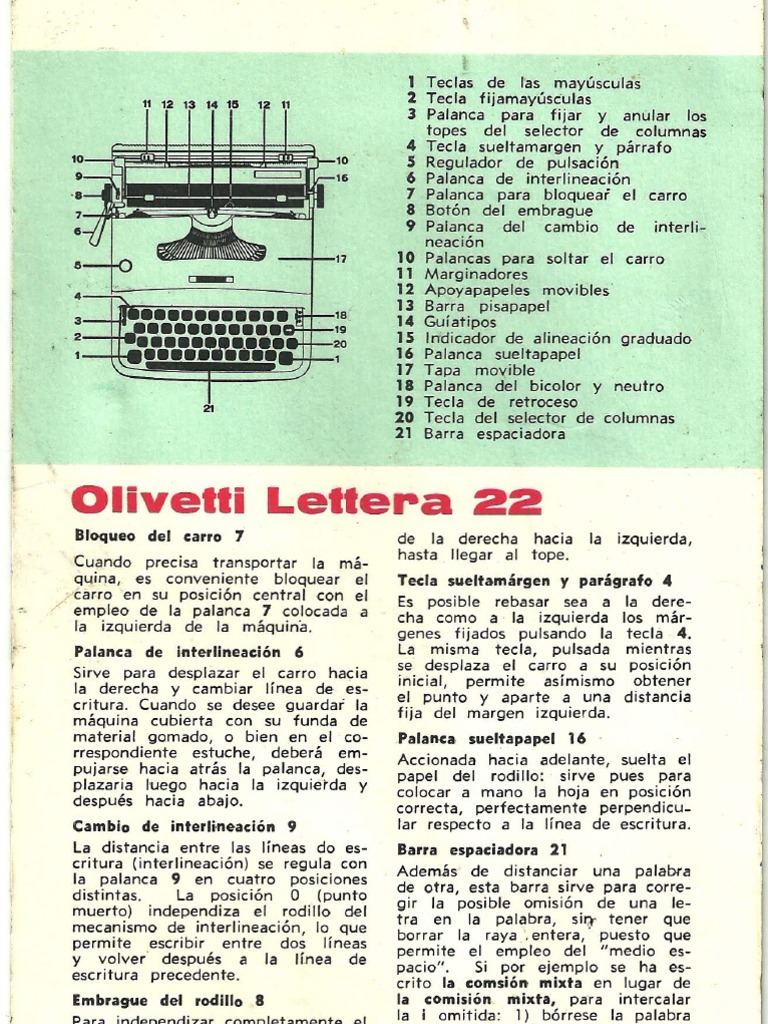 11 12 13 14 15 12 11
10 10
9 16
8
7
6
5 17
4 18
3 19
2 20
1 1
21
1 Teclas de las mayúsculas
2 Tecla fijamayúsculas
3 Palanca para fijar y anular los
topes del selector de columnas
4 Tecla sueltamargen y párrafo
5 Regulador de pulsación
6 Palanca de interlineación
7 Palanca para bloquear el carro
8 Botón del embrague
9 Palanca del cambio de interli-
neación
10 Palancas para soltar el carro
11 Marginadores
12 Apoyapapeles movibles
13 Barra pisapapel
14 Guíatipos
15 Indicador de alineación graduado
16 Palanca sueltapapel
17 Tapa movible
18 Palanca del bicolor y neutro
19 Tecla de retroceso
20 Tecla del selector de columnas
21 Barra espaciadora
Olivetti Lettera 22
Bloqueo del carro 7
Cuando precisa transportar la má-
quina, es conveniente bloquear el
carro en su posición central con el
empleo de la palanca 7 colocada a
la izquierda de la máquina.
Palanca de interlineación 6
Sirve para desplazar el carro hacia
la derecha y cambiar línea de es-
critura. Cuando se desee guardar la
máquina cubierta con su funda de
material gomado, o bien en el co-
rrespondiente estuche, deberá em-
pujarse hacia atrás la palanca, des-
plazaria luego hacia la izquierda y
después hacia abajo.
Cambio de interlineación 9
La distancia entre las líneas do es-
critura (interlineación) se regula con
la palanca 9 en cuatro posiciones
distintas. La posición 0 (punto
muerto) independiza el rodillo del
mecanismo de interlineación, lo que
permite escribir entre dos líneas
y volver después a la línea de
escritura precedente.
Embrague del rodillo 8
Para independizar completamente el
de la derecha hacia la izquierda,
hasta llegar al tope.
Tecla sueltamárgen y parágrafo 4
Es posible rebasar sea a la dere-
cha como a la izquierda los már-
genes fijados pulsando la tecla 4.
La misma tecla, pulsada mientras
se desplaza el carro a su posición
inicial, permite asímismo obtener
el punto y aparte a una distancia
fija del margen izquierda.
Palanca sueltapapel 16
Accionada hacia adelante, suelta el
papel del rodillo: sirve pues para
colocar a mano la hoja en posición
correcta, perfectamente perpendicu-
lar respecto a la línea de escritura.
Barra espaciadora 21
Además de distanciar una palabra
de otra, esta barra sirve para corre-
gir la posible omisión de una le-
tra en la palabra, sin tener que
borrar la raya entera, puesto que
permite el empleo del "medio es-
pacio". Si por ejemplo se ha es-
crito la comsión mixta en lugar de
la comisión mixta, para intercalar
la i omitida: 1) bórrese la palabra